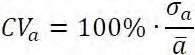 CVₐ = 100% · σₐ / a̅